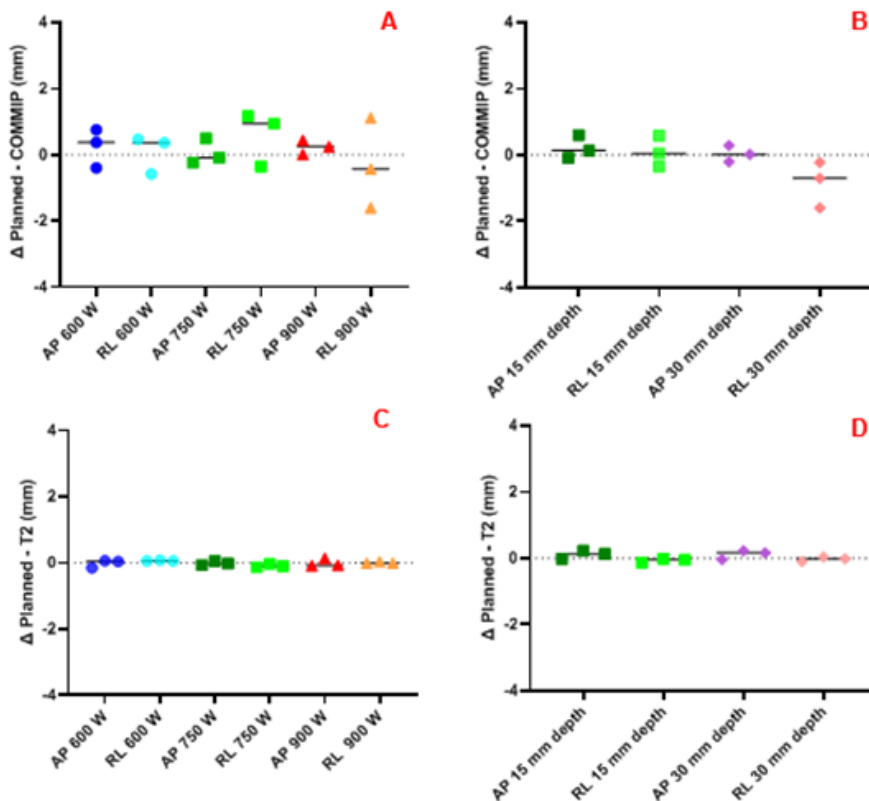 A
Δ Planned - COMMIP (mm)
4
2
0
-2
-4
AP 600 W
RL 600 W
AP 750 W
RL 750 W
AP 900 W
RL 900 W
B
Δ Planned - COMMIP (mm)
4
2
0
-2
-4
AP 15 mm depth
RL 15 mm depth
AP 30 mm depth
RL 30 mm depth
C
Δ Planned - T2 (mm)
4
2
0
-2
-4
AP 600 W
RL 600 W
AP 750 W
RL 750 W
AP 900 W
RL 900 W
D
Δ Planned - T2 (mm)
4
2
0
-2
-4
AP 15 mm depth
RL 15 mm depth
AP 30 mm depth
RL 30 mm depth